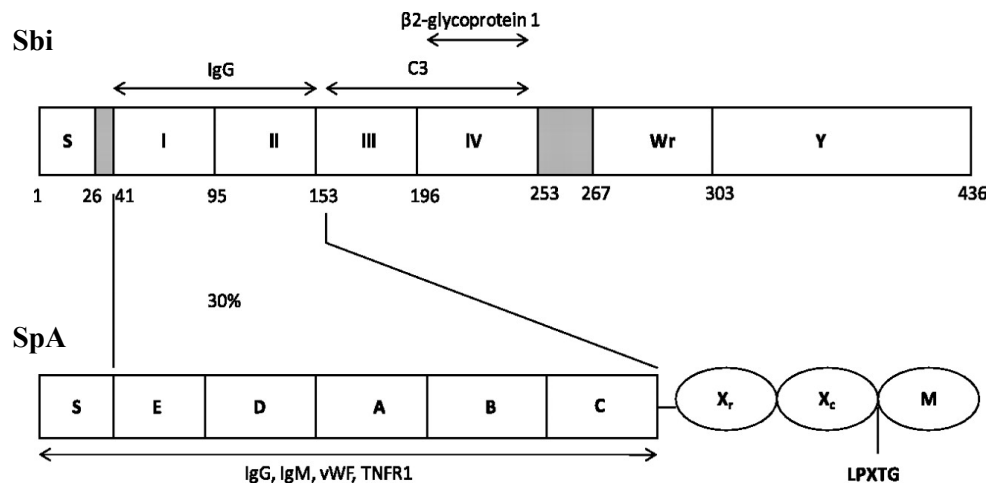 β2-glycoprotein 1
Sbi
IgG C3
S I II III IV Wr Y
1 26 41 95 153 196 253 267 303 436
30%
SpA
S E D A B C Xr Xc M
IgG, IgM, vWF, TNFR1 LPXTG